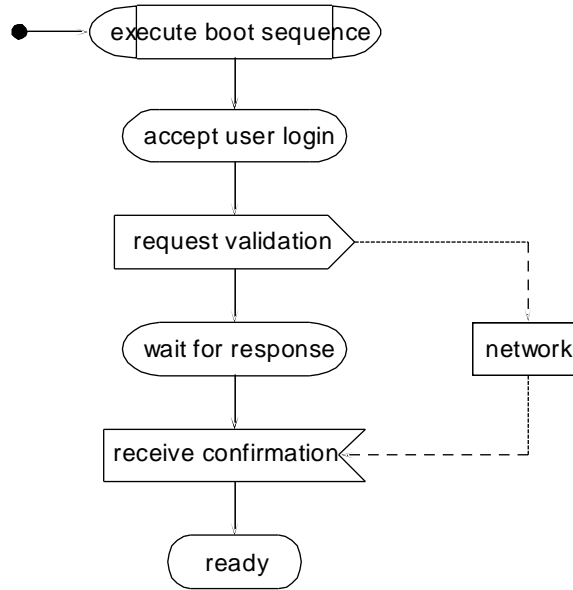 execute boot sequence
accept user login
request validation
wait for response
network
receive confirmation
ready